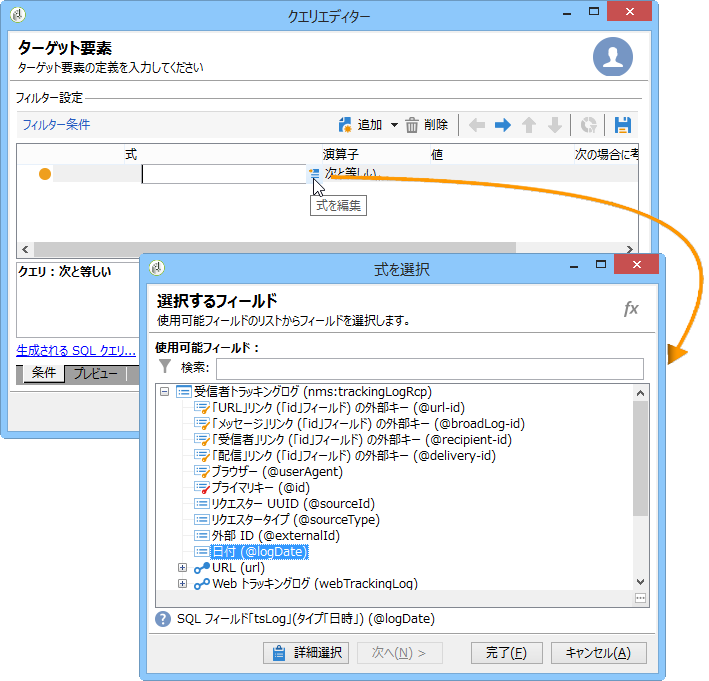 クエリエディター
ターゲット要素
ターゲット要素の定義を入力してください
フィルター設定
フィルター条件
追加
削除
式 演算子 値 次の場合に考
次と等しい
式を編集
クエリ : 次と等しい
生成される SQL クエリ...
条件 プレビュー
式を選択
選択するフィールド
使用可能フィールドのリストからフィールドを選択します。
fx
使用可能フィールド :
検索:
受信者トラッキングログ (nms:trackingLogRcp)
「URL」リンク (「id」フィールド) の外部キー (@url-id)
「メッセージ」リンク (「id」フィールド) の外部キー (@broadLog-id)
「受信者」リンク (「id」フィールド) の外部キー (@recipient-id)
「配信」リンク (「id」フィールド) の外部キー (@delivery-id)
ブラウザー (@userAgent)
プライマリキー (@id)
リクエスター UUID (@sourceId)
リクエスタータイプ (@sourceType)
外部 ID (@externalId)
日付 (@logDate)
URL (url)
Web トラッキングログ (webTrackingLog)
SQL フィールド「tsLog」(タイプ「日時」) (@logDate)
詳細選択
次へ(N) >
完了(F)
キャンセル(A)